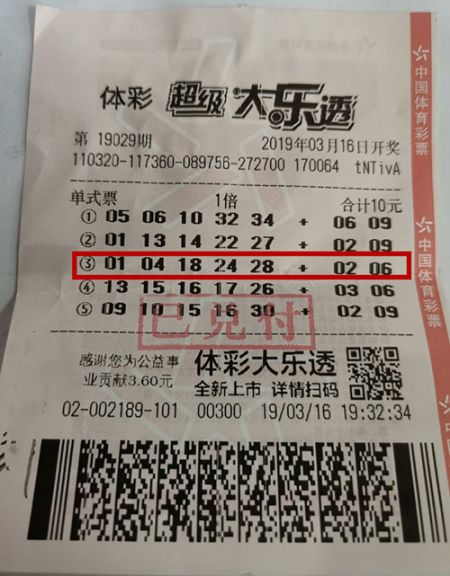 体彩 超级大乐透
第 19029期 2019年03月16日开奖
110320-117360-089756-272700 170064 tNTivA
单式票 1倍 合计10元
① 05 06 10 32 34 + 06 09
② 01 13 14 22 27 + 02 09
③ 01 04 18 24 28 + 02 06
④ 13 15 16 17 26 + 03 06
⑤ 09 10 15 16 30 + 02 09
已兑付
感谢您为公益事
业贡献3.60元
体彩大乐透
全新上市 详情扫码
02-002189-101 00300 19/03/16 19:32:34
中国体育彩票
中国体育彩票